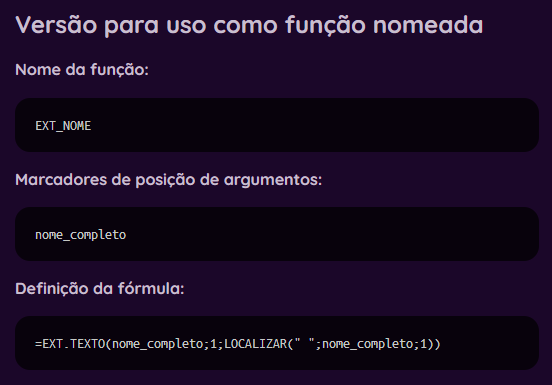 Versão para uso como função nomeada
Nome da função:
EXT_NOME
Marcadores de posição de argumentos:
nome_completo
Definição da fórmula:
=EXT.TEXTO(nome_completo;1;LOCALIZAR(" ";nome_completo;1))